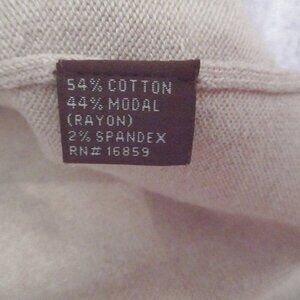 54% COTTON
44% MODAL
(RAYON)
2% SPANDEX
RN# 16859